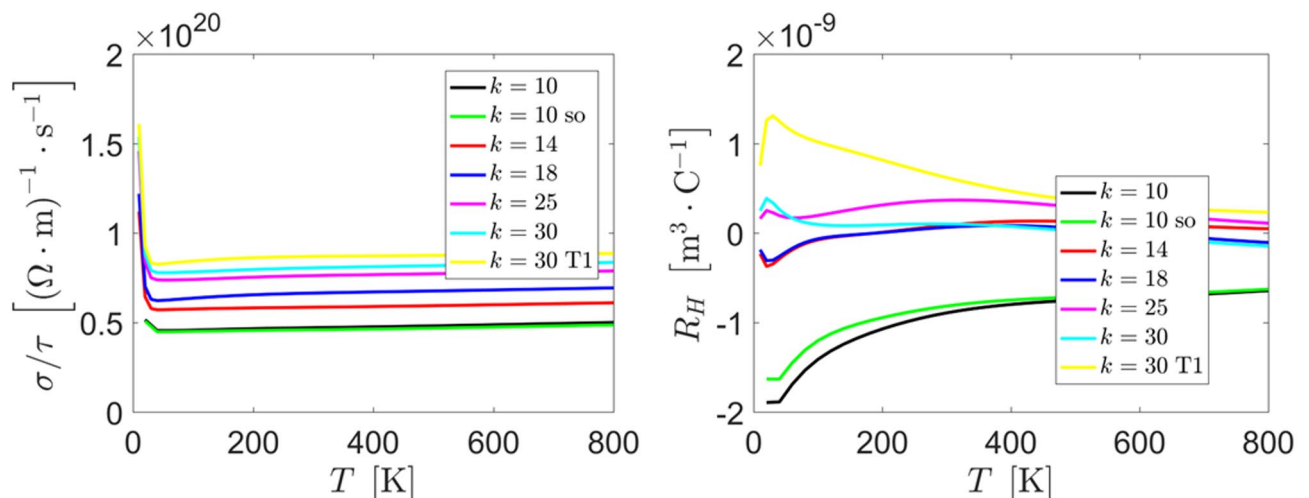 ×10^20
2
1.5
1
0.5
0
σ/τ [(Ω · m)^−1 · s^−1]
k = 10
k = 10 so
k = 14
k = 18
k = 25
k = 30
k = 30 T1
0 200 400 600 800
T [K]
×10^-9
2
1
0
-1
-2
R_H [m^3 · C^−1]
k = 10
k = 10 so
k = 14
k = 18
k = 25
k = 30
k = 30 T1
0 200 400 600 800
T [K]